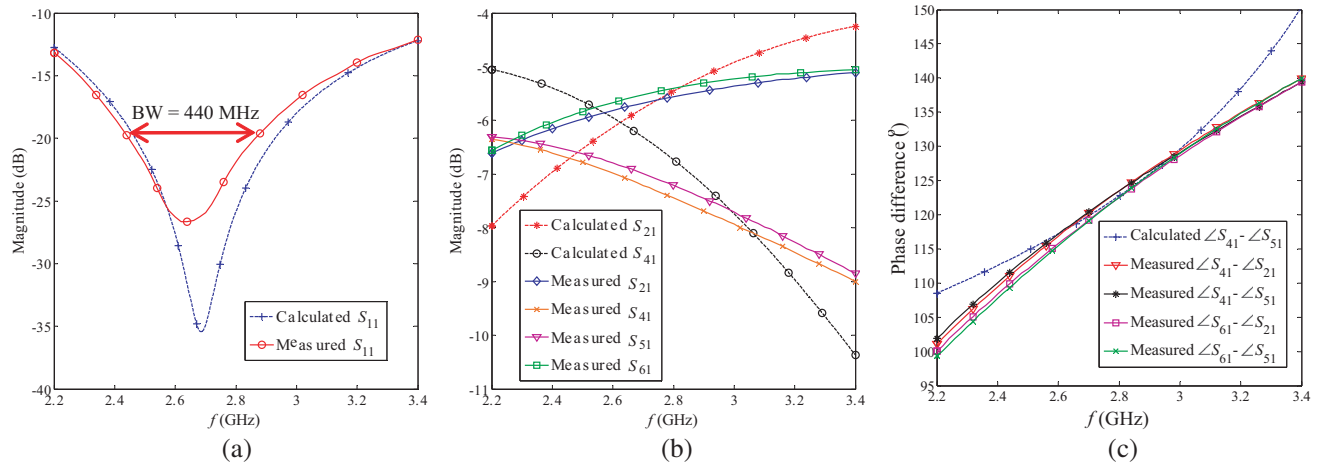 -10
-15
-20
-25
-30
-35
-40
Magnitude (dB)
BW = 440 MHz
Calculated S11
Measured S11
2.2 2.4 2.6 2.8 3 3.2 3.4
f (GHz)
(a)
-4
-5
-6
-7
-8
-9
-10
-11
Magnitude (dB)
Calculated S21
Calculated S41
Measured S21
Measured S41
Measured S51
Measured S61
2.2 2.4 2.6 2.8 3 3.2 3.4
f (GHz)
(b)
150
145
140
135
130
125
120
115
110
105
100
95
Phase difference (°)
Calculated ∠S41-∠S51
Measured ∠S41-∠S21
Measured ∠S41-∠S51
Measured ∠S61-∠S21
Measured ∠S61-∠S51
2.2 2.4 2.6 2.8 3 3.2 3.4
f (GHz)
(c)